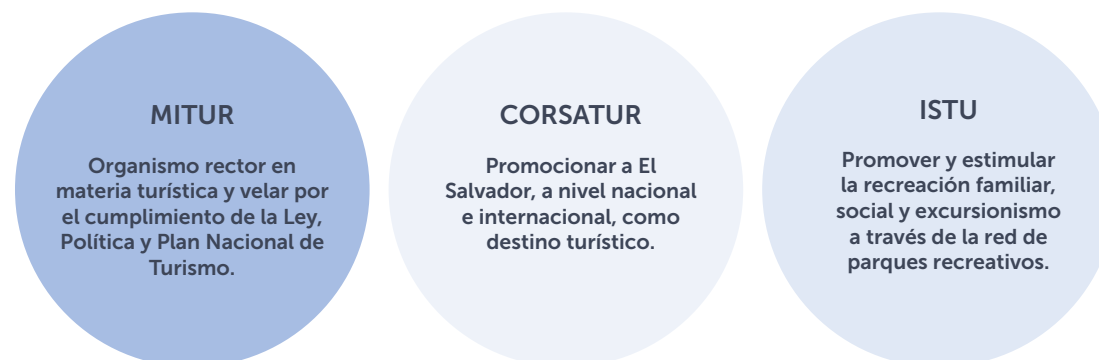 MITUR
Organismo rector en
materia turística y velar por
el cumplimiento de la Ley,
Política y Plan Nacional de
Turismo.
CORSATUR
Promocionar a El
Salvador, a nivel nacional
e internacional, como
destino turístico.
ISTU
Promover y estimular
la recreación familiar,
social y excursionismo
a través de la red de
parques recreativos.